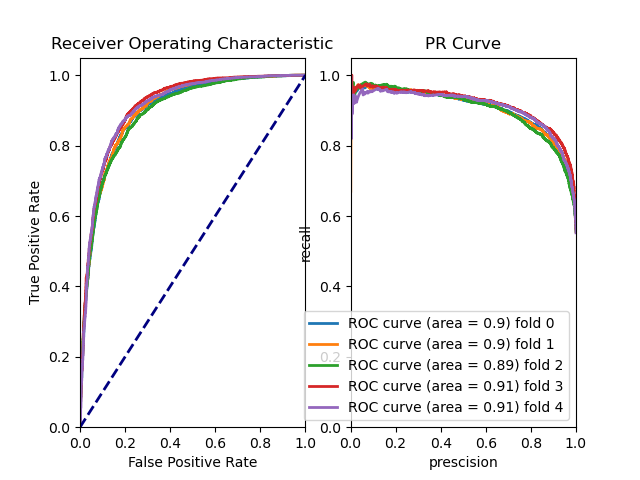 Receiver Operating Characteristic
PR Curve
True Positive Rate
1.0
0.8
0.6
0.4
0.2
0.0
0.0 0.2 0.4 0.6 0.8 1.0
False Positive Rate
recall
1.0
0.8
0.6
0.4
0.2
0.0
0.0 0.2 0.4 0.6 0.8 1.0
prescision
ROC curve (area = 0.9) fold 0
ROC curve (area = 0.9) fold 1
ROC curve (area = 0.89) fold 2
ROC curve (area = 0.91) fold 3
ROC curve (area = 0.91) fold 4